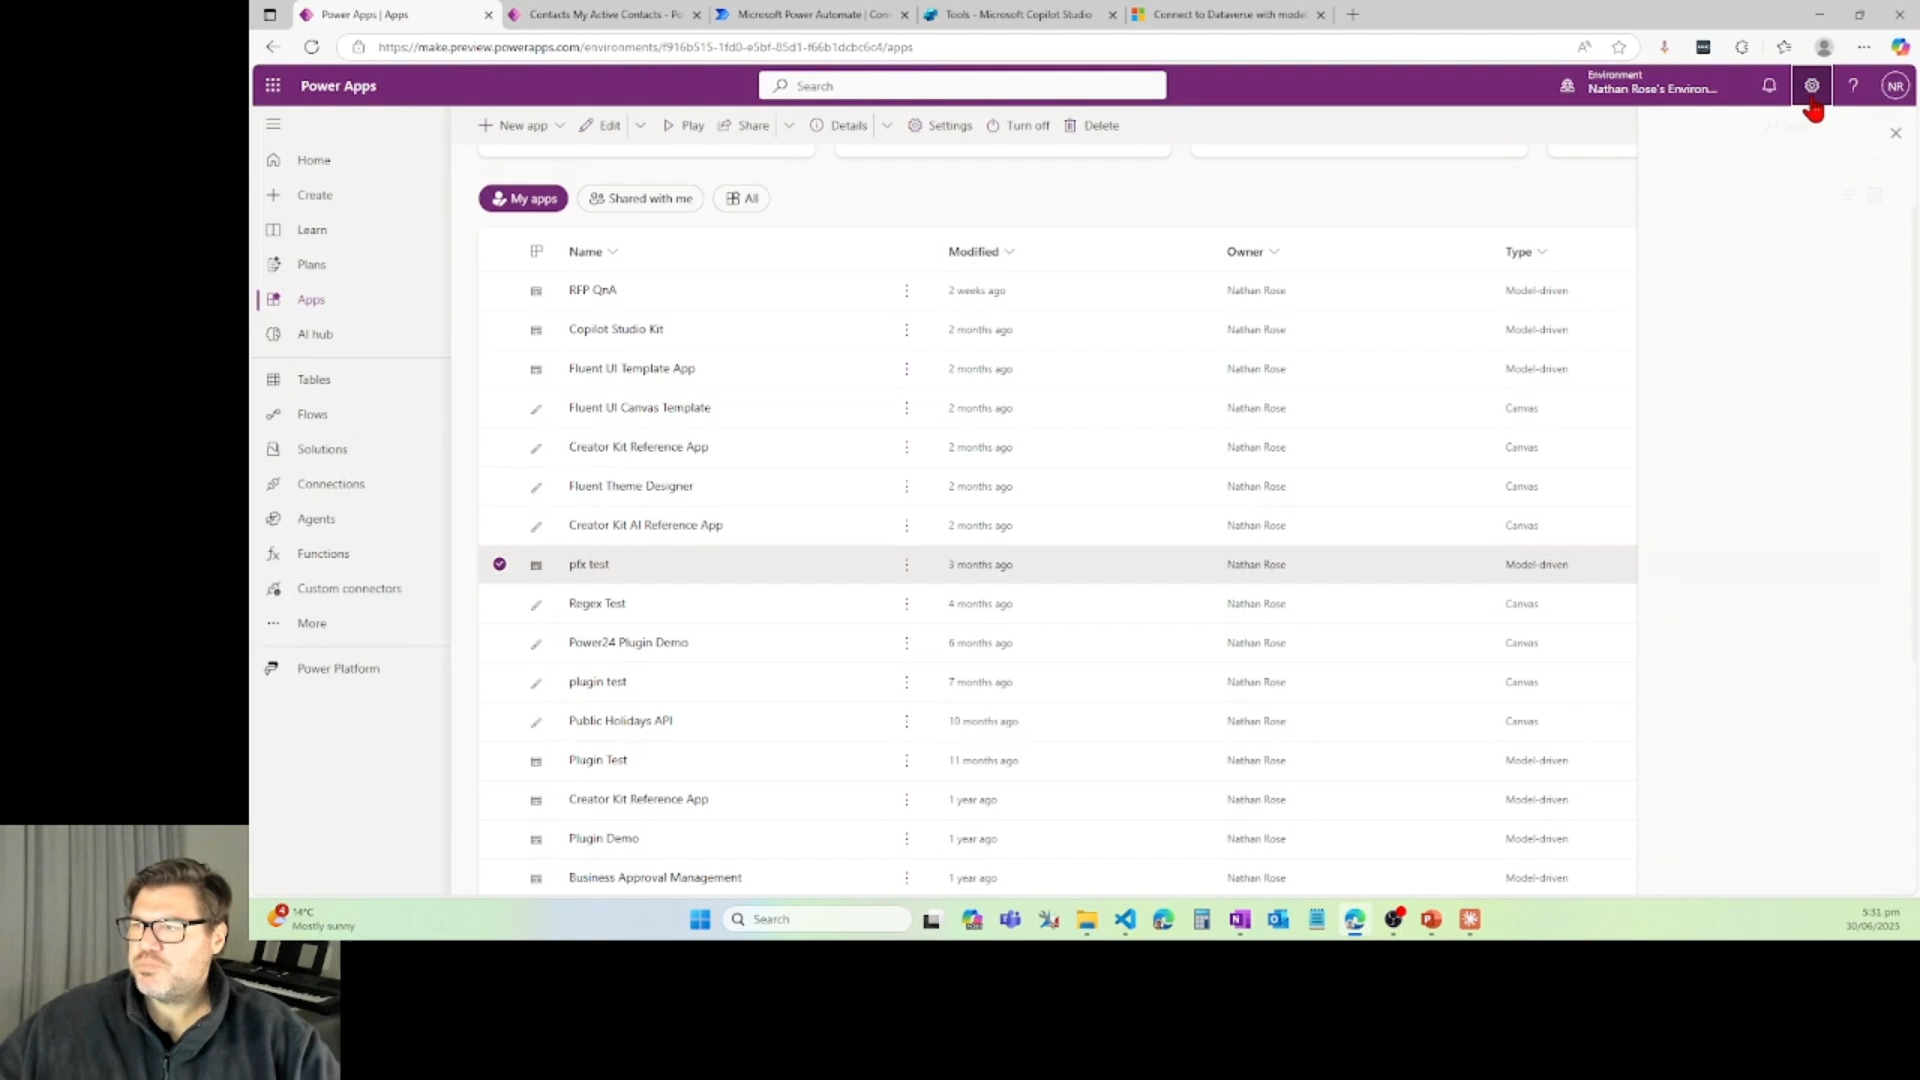 Power Apps | Apps
Contacts My Active Contacts - Po
Microsoft Power Automate | Con
Tools - Microsoft Copilot Studio
Connect to Dataverse with model
https://make.preview.powerapps.com/environments/f916b515-1fd0-e5bf-85d1-f66b1dcbc6c4/apps
Power Apps
Search
Environment
Nathan Rose's Environ...
?
NR
New app
Edit
Play
Share
Details
Settings
Turn off
Delete
Home
Create
Learn
Plans
Apps
AI hub
Tables
Flows
Solutions
Connections
Agents
Functions
Custom connectors
More
Power Platform
My apps
Shared with me
All
Name
Modified
Owner
Type
RFP QnA 2 weeks ago Nathan Rose Model-driven
Copilot Studio Kit 2 months ago Nathan Rose Model-driven
Fluent UI Template App 2 months ago Nathan Rose Model-driven
Fluent UI Canvas Template 2 months ago Nathan Rose Canvas
Creator Kit Reference App 2 months ago Nathan Rose Canvas
Fluent Theme Designer 2 months ago Nathan Rose Canvas
Creator Kit AI Reference App 2 months ago Nathan Rose Canvas
pfx test 3 months ago Nathan Rose Model-driven
Regex Test 4 months ago Nathan Rose Canvas
Power24 Plugin Demo 6 months ago Nathan Rose Canvas
plugin test 7 months ago Nathan Rose Canvas
Public Holidays API 10 months ago Nathan Rose Canvas
Plugin Test 11 months ago Nathan Rose Model-driven
Creator Kit Reference App 1 year ago Nathan Rose Model-driven
Plugin Demo 1 year ago Nathan Rose Model-driven
Business Approval Management 1 year ago Nathan Rose Model-driven
4
14°C
Mostly sunny
Search
5:31 pm
30/06/2025